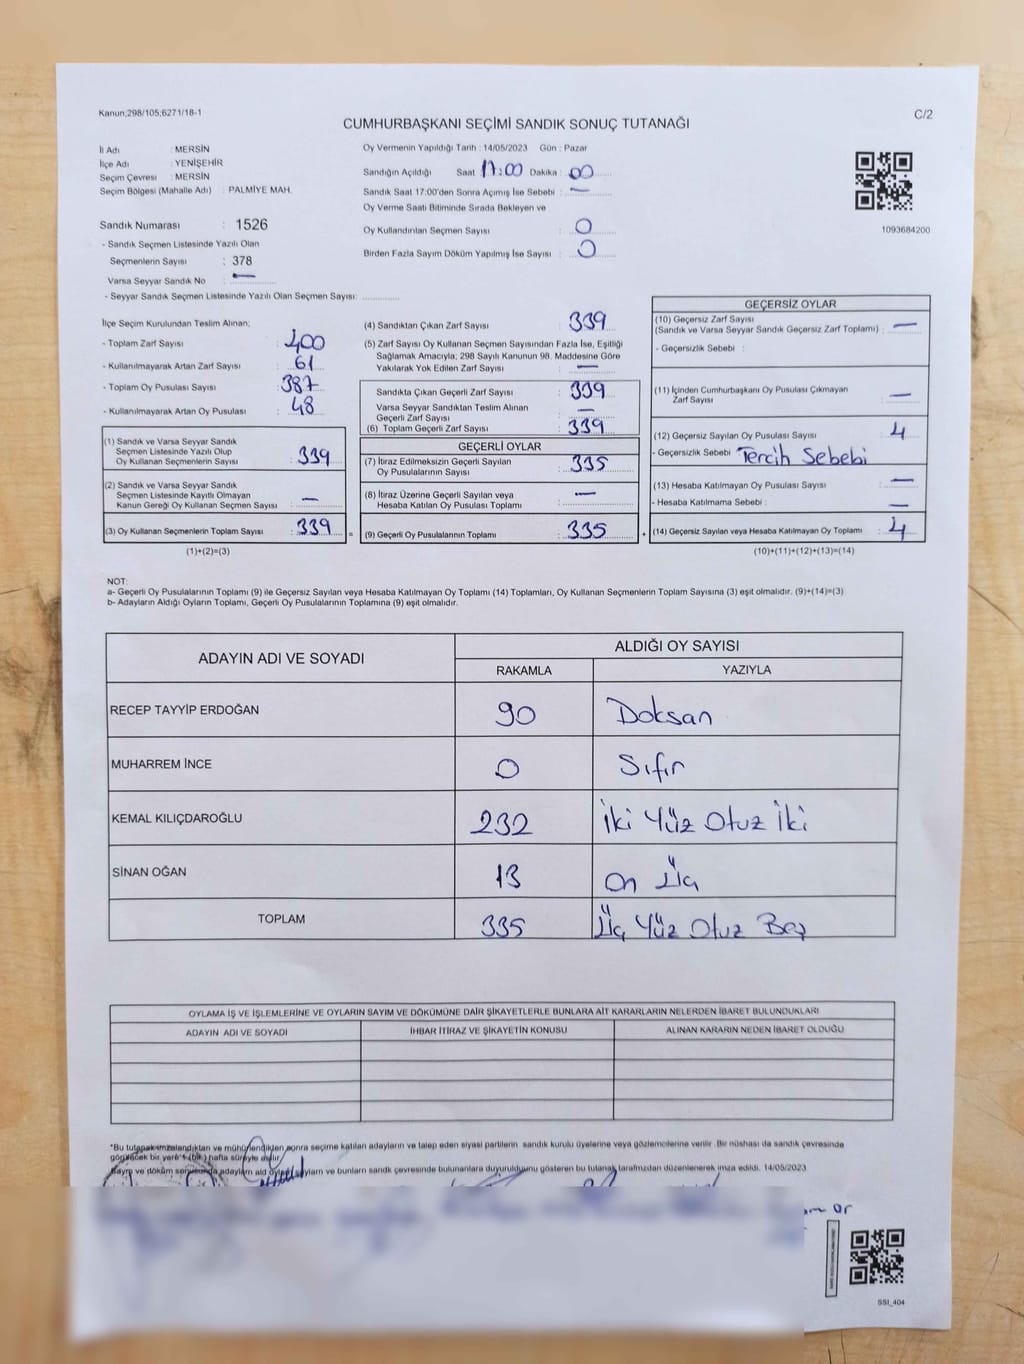 Kanun;298/105;6271/18-1
C/2
CUMHURBAŞKANI SEÇİMİ SANDIK SONUÇ TUTANAĞI
İl Adı : MERSİN
İlçe Adı : YENİŞEHİR
Seçim Çevresi : MERSİN
Seçim Bölgesi (Mahalle Adı) : PALMİYE MAH.
Sandık Numarası : 1526
- Sandık Seçmen Listesinde Yazılı Olan
Seçmenlerin Sayısı : 378
Varsa Seyyar Sandık No : —
- Seyyar Sandık Seçmen Listesinde Yazılı Olan Seçmen Sayısı:
Oy Vermenin Yapıldığı Tarih : 14/05/2023 Gün : Pazar
Sandığın Açıldığı Saat 17:00 Dakika : 00
Sandık Saat 17:00'den Sonra Açımış İse Sebebi : —
Oy Verme Saati Bitiminde Sırada Bekleyen ve
Oy Kullandırılan Seçmen Sayısı : 0
Birden Fazla Sayım Döküm Yapılmış İse Sayısı : 0
1093684200
İlçe Seçim Kurulundan Teslim Alınan;
- Toplam Zarf Sayısı : 400
- Kullanılmayarak Artan Zarf Sayısı : 61
- Toplam Oy Pusulası Sayısı : 387
- Kullanılmayarak Artan Oy Pusulası : 48
(1) Sandık ve Varsa Seyyar Sandık
Seçmen Listesinde Yazılı Olup
Oy Kullanan Seçmenlerin Sayısı : 339
(2) Sandık ve Varsa Seyyar Sandık
Seçmen Listesinde Kayıtlı Olmayan
Kanun Gereği Oy Kullanan Seçmen Sayısı : —
(3) Oy Kullanan Seçmenlerin Toplam Sayısı : 339 =
(1)+(2)=(3)
(4) Sandıktan Çıkan Zarf Sayısı : 339
(5) Zarf Sayısı Oy Kullanan Seçmen Sayısından Fazla İse, Eşitliği
Sağlamak Amacıyla; 298 Sayılı Kanunun 98. Maddesine Göre
Yakılarak Yok Edilen Zarf Sayısı : —
Sandıkta Çıkan Geçerli Zarf Sayısı : 339
Varsa Seyyar Sandıktan Teslim Alınan
Geçerli Zarf Sayısı : —
(6) Toplam Geçerli Zarf Sayısı : 339
GEÇERLİ OYLAR
(7) İtiraz Edilmeksizin Geçerli Sayılan
Oy Pusulalarının Sayısı : 335
(8) İtiraz Üzerine Geçerli Sayılan veya
Hesaba Katılan Oy Pusulası Toplamı : —
(9) Geçerli Oy Pusulalarının Toplamı : 335 +
GEÇERSİZ OYLAR
(10) Geçersiz Zarf Sayısı
(Sandık ve Varsa Seyyar Sandık Geçersiz Zarf Toplamı) : —
- Geçersizlik Sebebi :
(11) İçinden Cumhurbaşkanı Oy Pusulası Çıkmayan
Zarf Sayısı : —
(12) Geçersiz Sayılan Oy Pusulası Sayısı : 4
- Geçersizlik Sebebi Tercih Sebebi
(13) Hesaba Katılmayan Oy Pusulası Sayısı : —
- Hesaba Katılmama Sebebi : —
(14) Geçersiz Sayılan veya Hesaba Katılmayan Oy Toplamı : 4
(10)+(11)+(12)+(13)=(14)
NOT:
a- Geçerli Oy Pusulalarının Toplamı (9) ile Geçersiz Sayılan veya Hesaba Katılmayan Oy Toplamı (14) Toplamları, Oy Kullanan Seçmenlerin Toplam Sayısına (3) eşit olmalıdır. (9)+(14)=(3)
b- Adayların Aldığı Oyların Toplamı, Geçerli Oy Pusulalarının Toplamına (9) eşit olmalıdır.
ADAYIN ADI VE SOYADI
ALDIĞI OY SAYISI
RAKAMLA YAZIYLA
RECEP TAYYİP ERDOĞAN 90 Doksan
MUHARREM İNCE 0 Sıfır
KEMAL KILIÇDAROĞLU 232 İki Yüz Otuz İki
SİNAN OĞAN 13 On Üç
TOPLAM 335 Üç Yüz Otuz Beş
OYLAMA İŞ VE İŞLEMLERİNE VE OYLARIN SAYIM VE DÖKÜMÜNE DAİR ŞİKAYETLERLE BUNLARA AİT KARARLARIN NELERDEN İBARET BULUNDUKLARI
ADAYIN ADI VE SOYADI İHBAR İTİRAZ VE ŞİKAYETİN KONUSU ALINAN KARARIN NEDEN İBARET OLDUĞU
*Bu tutanak imzalandıktan ve mühürlendikten sonra seçime katılan adayların ve talep eden siyasi partilerin sandık kurulu üyelerine veya gözlemcilerine verilir. Bir nüshası da sandık çevresinde
görülecek bir yere 1 (bir) hafta süreyle asılır.
Sayım ve döküm sonucunda adayların ald oyların bunların sandık çevresinde bulunanlara duyurulduğunu gösteren bu tutanak tarafımızdan düzenlenerek imza edildi. 14/05/2023
SSI_404